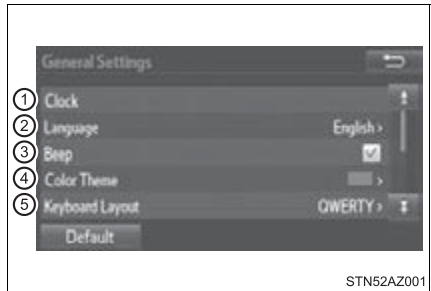 General Settings
1 Clock
2 Language English ›
3 Beep
4 Color Theme ›
5 Keyboard Layout QWERTY ›
Default
STN52AZ001